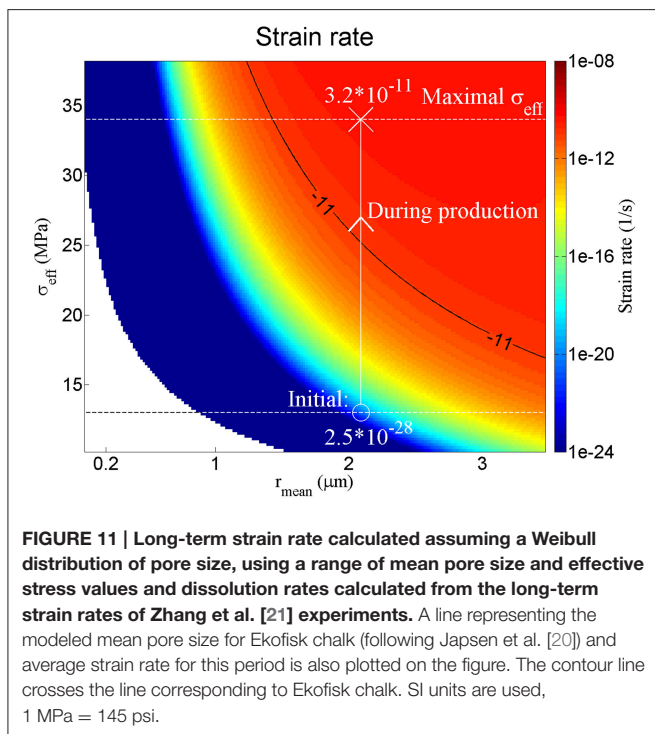 Strain rate
3.2*10^-11
Maximal σeff
During production
-11
-11
Initial:
2.5*10^-28
35
30
25
20
15
σeff (MPa)
0.2
1
2
3
rmean (μm)
1e-08
1e-12
1e-16
1e-20
1e-24
Strain rate (1/s)
FIGURE 11 | Long-term strain rate calculated assuming a Weibull
distribution of pore size, using a range of mean pore size and effective
stress values and dissolution rates calculated from the long-term
strain rates of Zhang et al. [21] experiments. A line representing the
modeled mean pore size for Ekofisk chalk (following Japsen et al. [20]) and
average strain rate for this period is also plotted on the figure. The contour line
crosses the line corresponding to Ekofisk chalk. SI units are used,
1 MPa = 145 psi.